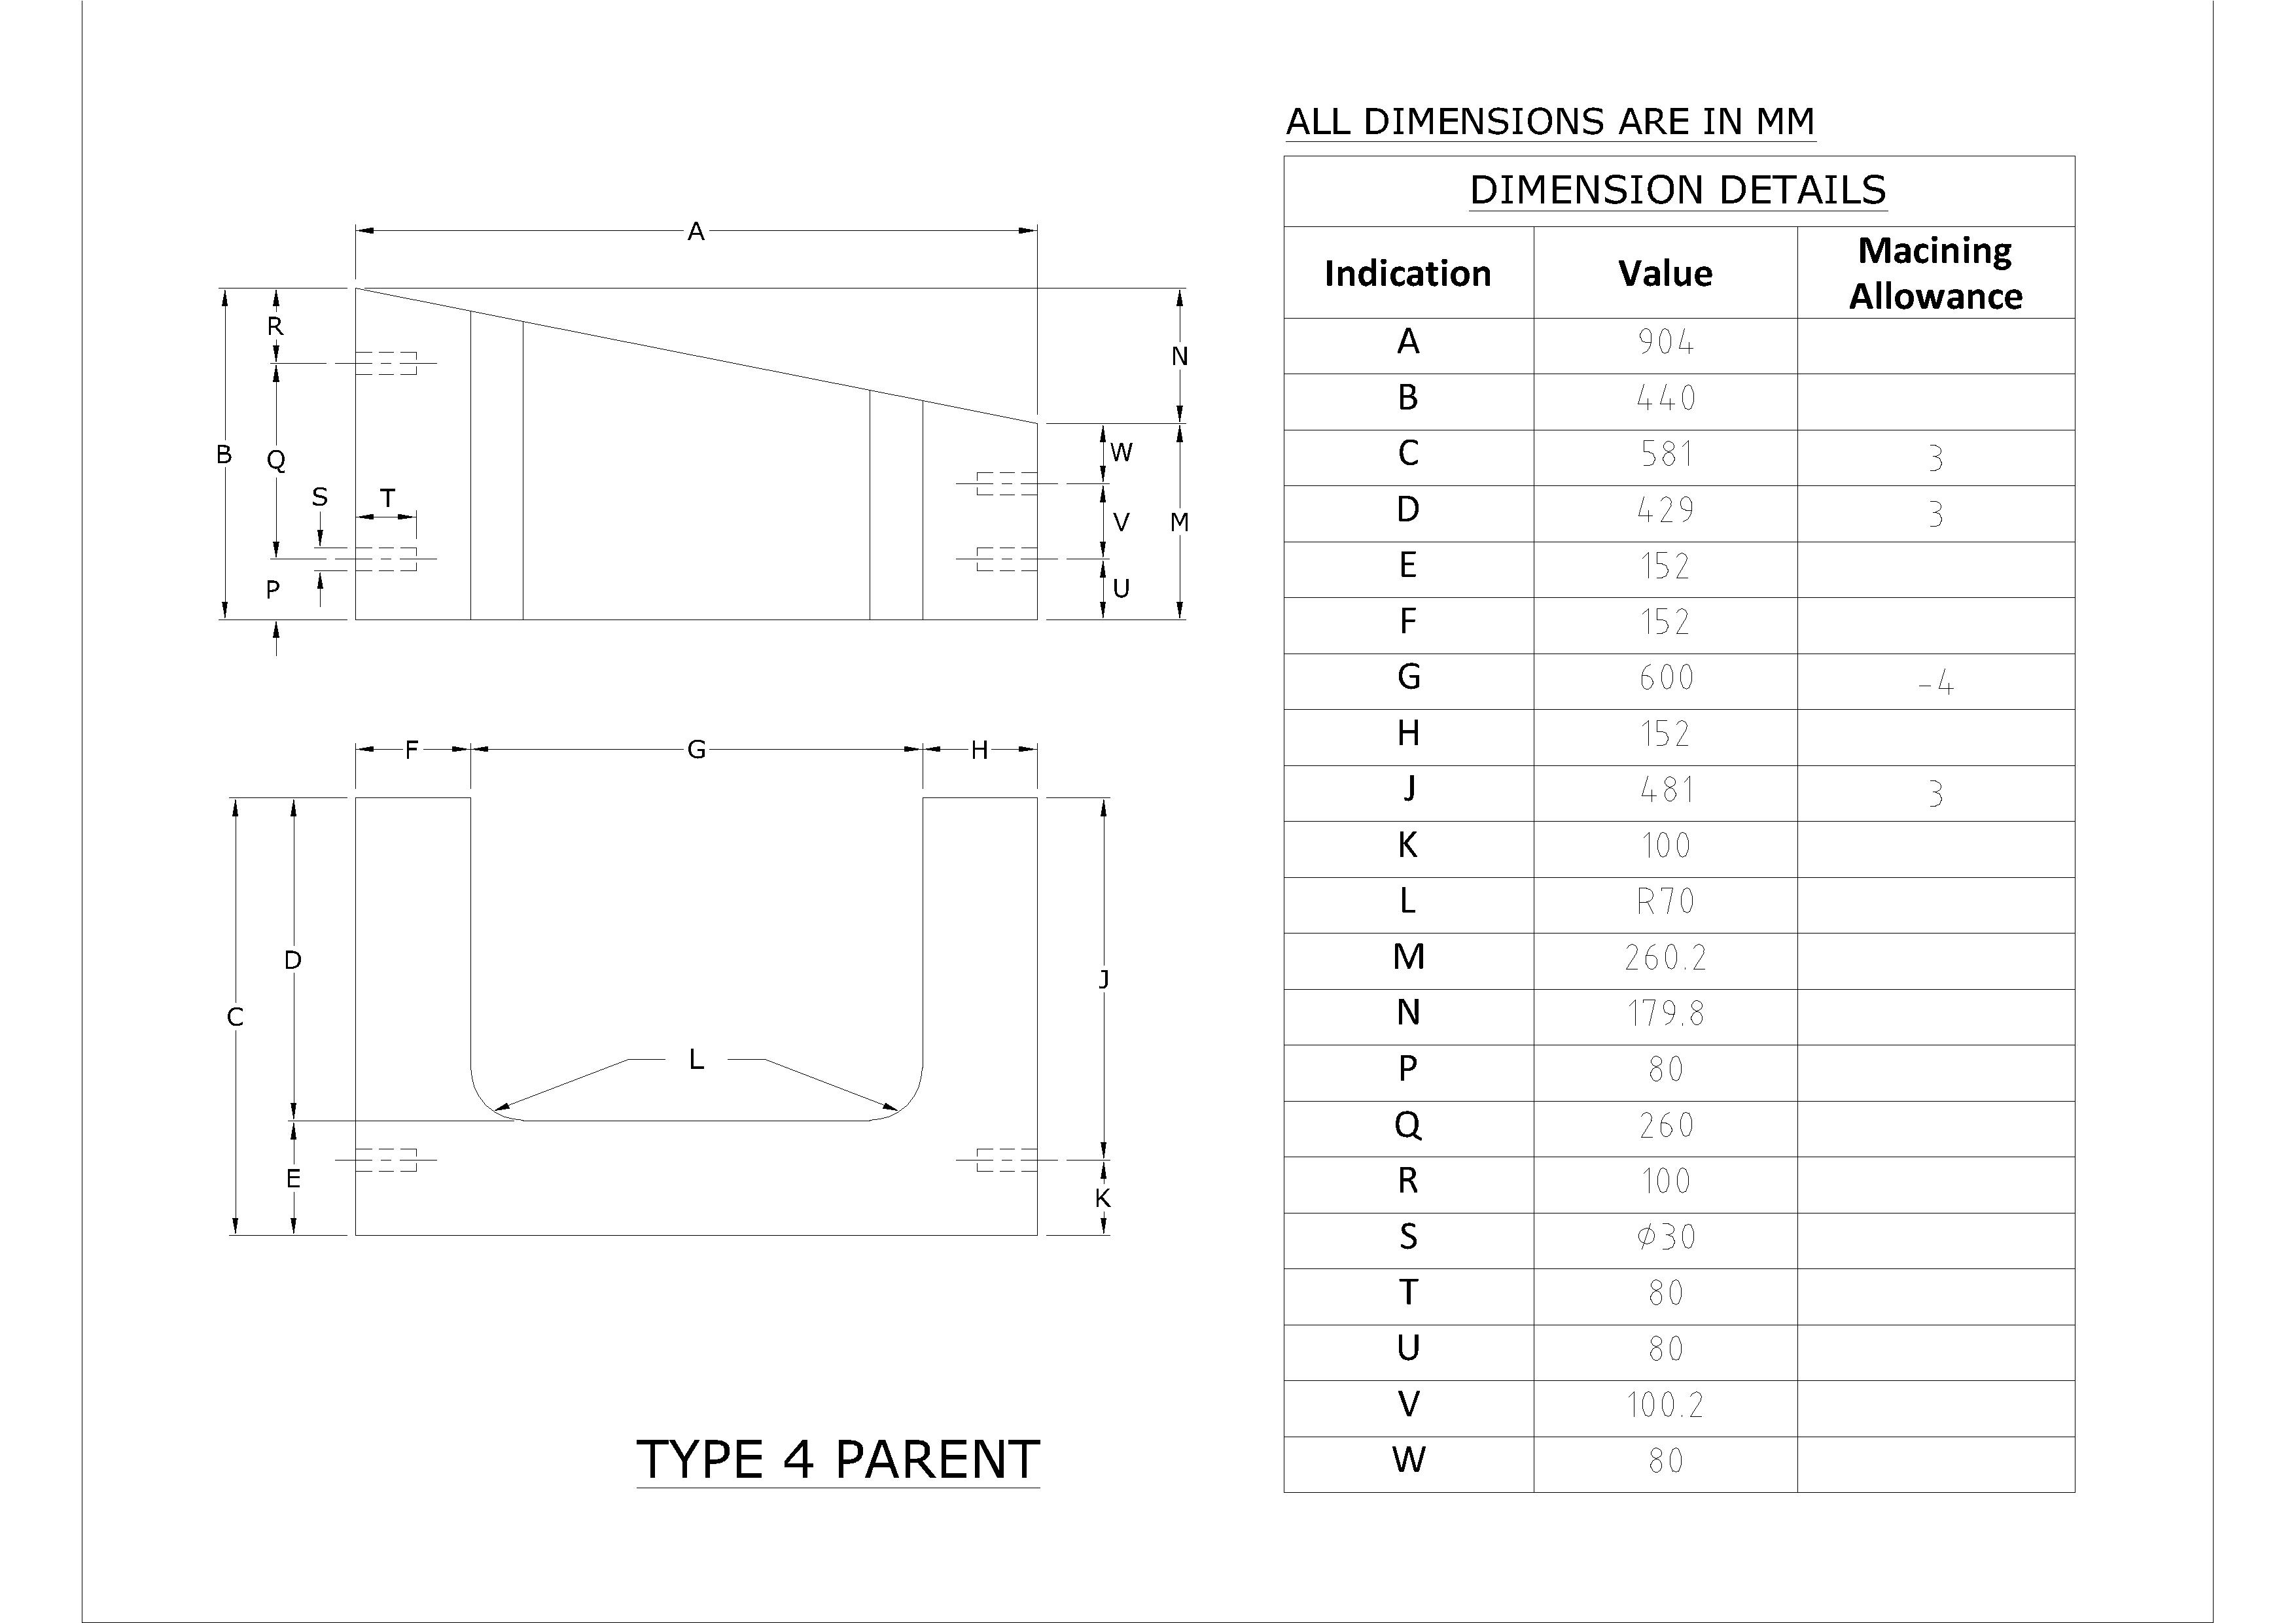 ALL DIMENSIONS ARE IN MM
DIMENSION DETAILS
Indication Value Macining Allowance
A 904
B 440
C 581 3
D 429 3
E 152
F 152
G 600 -4
H 152
J 481 3
K 100
L R70
M 260.2
N 179.8
P 80
Q 260
R 100
S ϕ30
T 80
U 80
V 100.2
W 80
A
R
N
B
Q
W
S
T
V
M
P
U
F
G
H
D
J
C
L
E
K
TYPE 4 PARENT